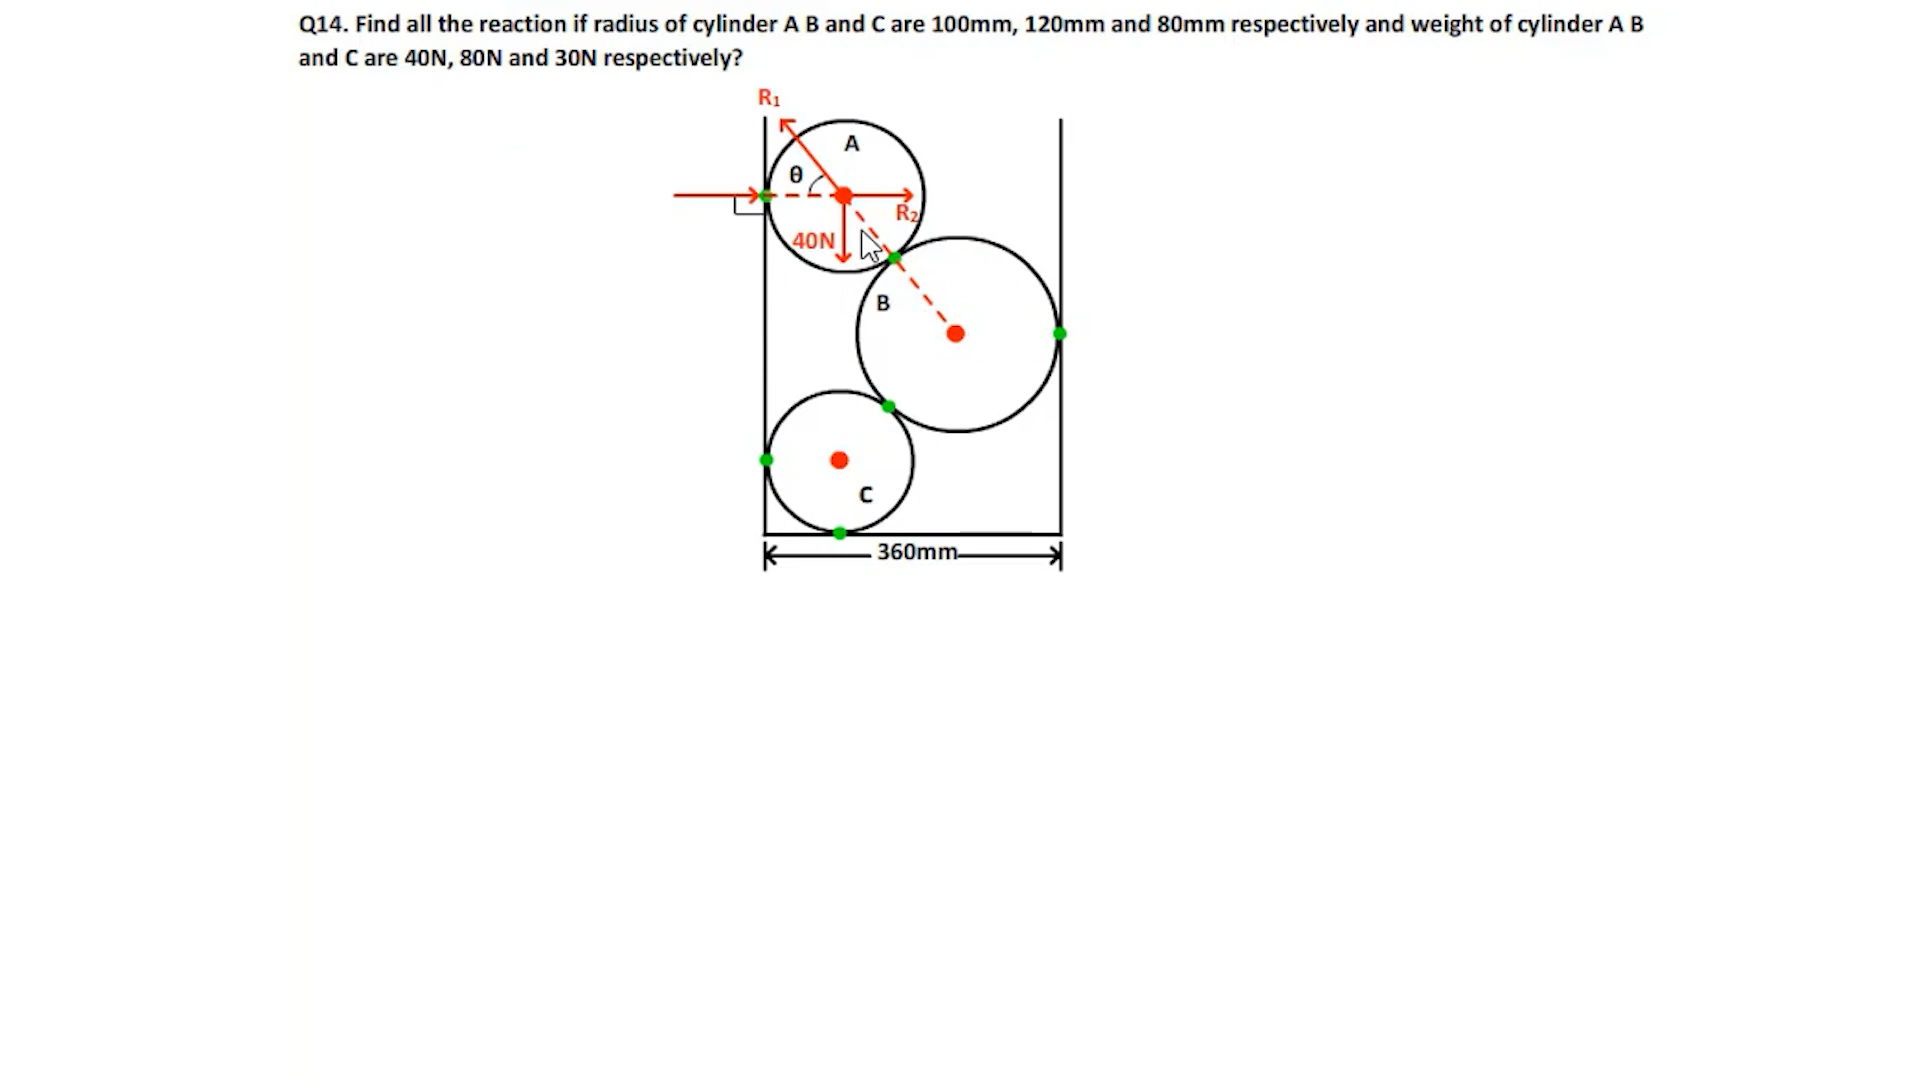 Q14. Find all the reaction if radius of cylinder A B and C are 100mm, 120mm and 80mm respectively and weight of cylinder A B
and C are 40N, 80N and 30N respectively?
R₁
A
θ
R₂
40N
B
C
360mm